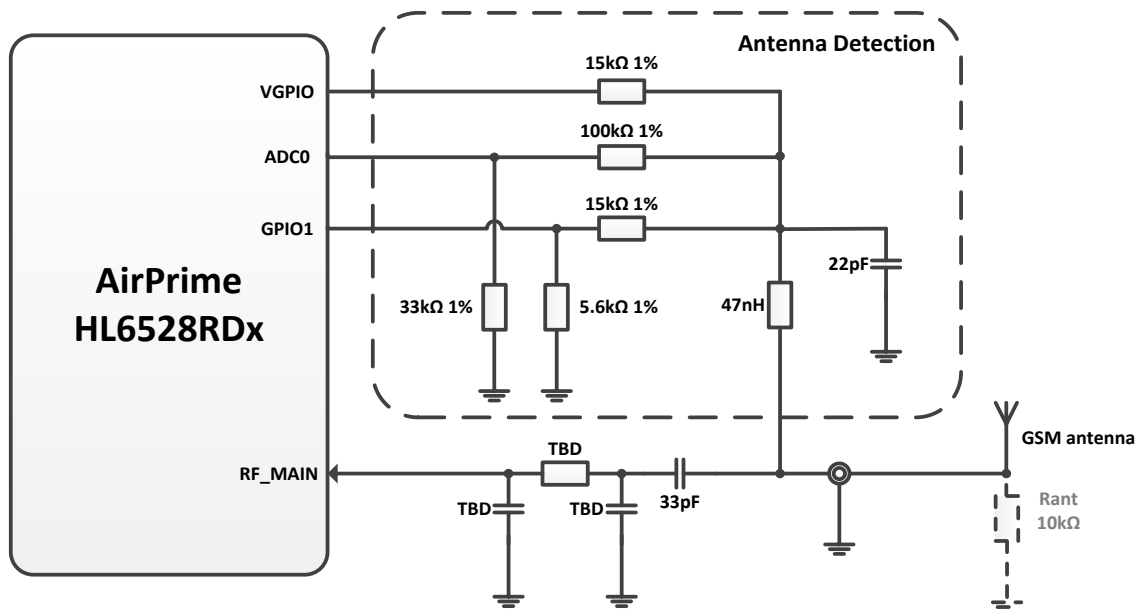 Antenna Detection
15kΩ 1%
VGPIO
100kΩ 1%
ADC0
15kΩ 1%
GPIO1
AirPrime
HL6528RDx
33kΩ 1%
5.6kΩ 1%
47nH
22pF
GSM antenna
TBD
RF_MAIN
33pF
TBD
TBD
Rant
10kΩ